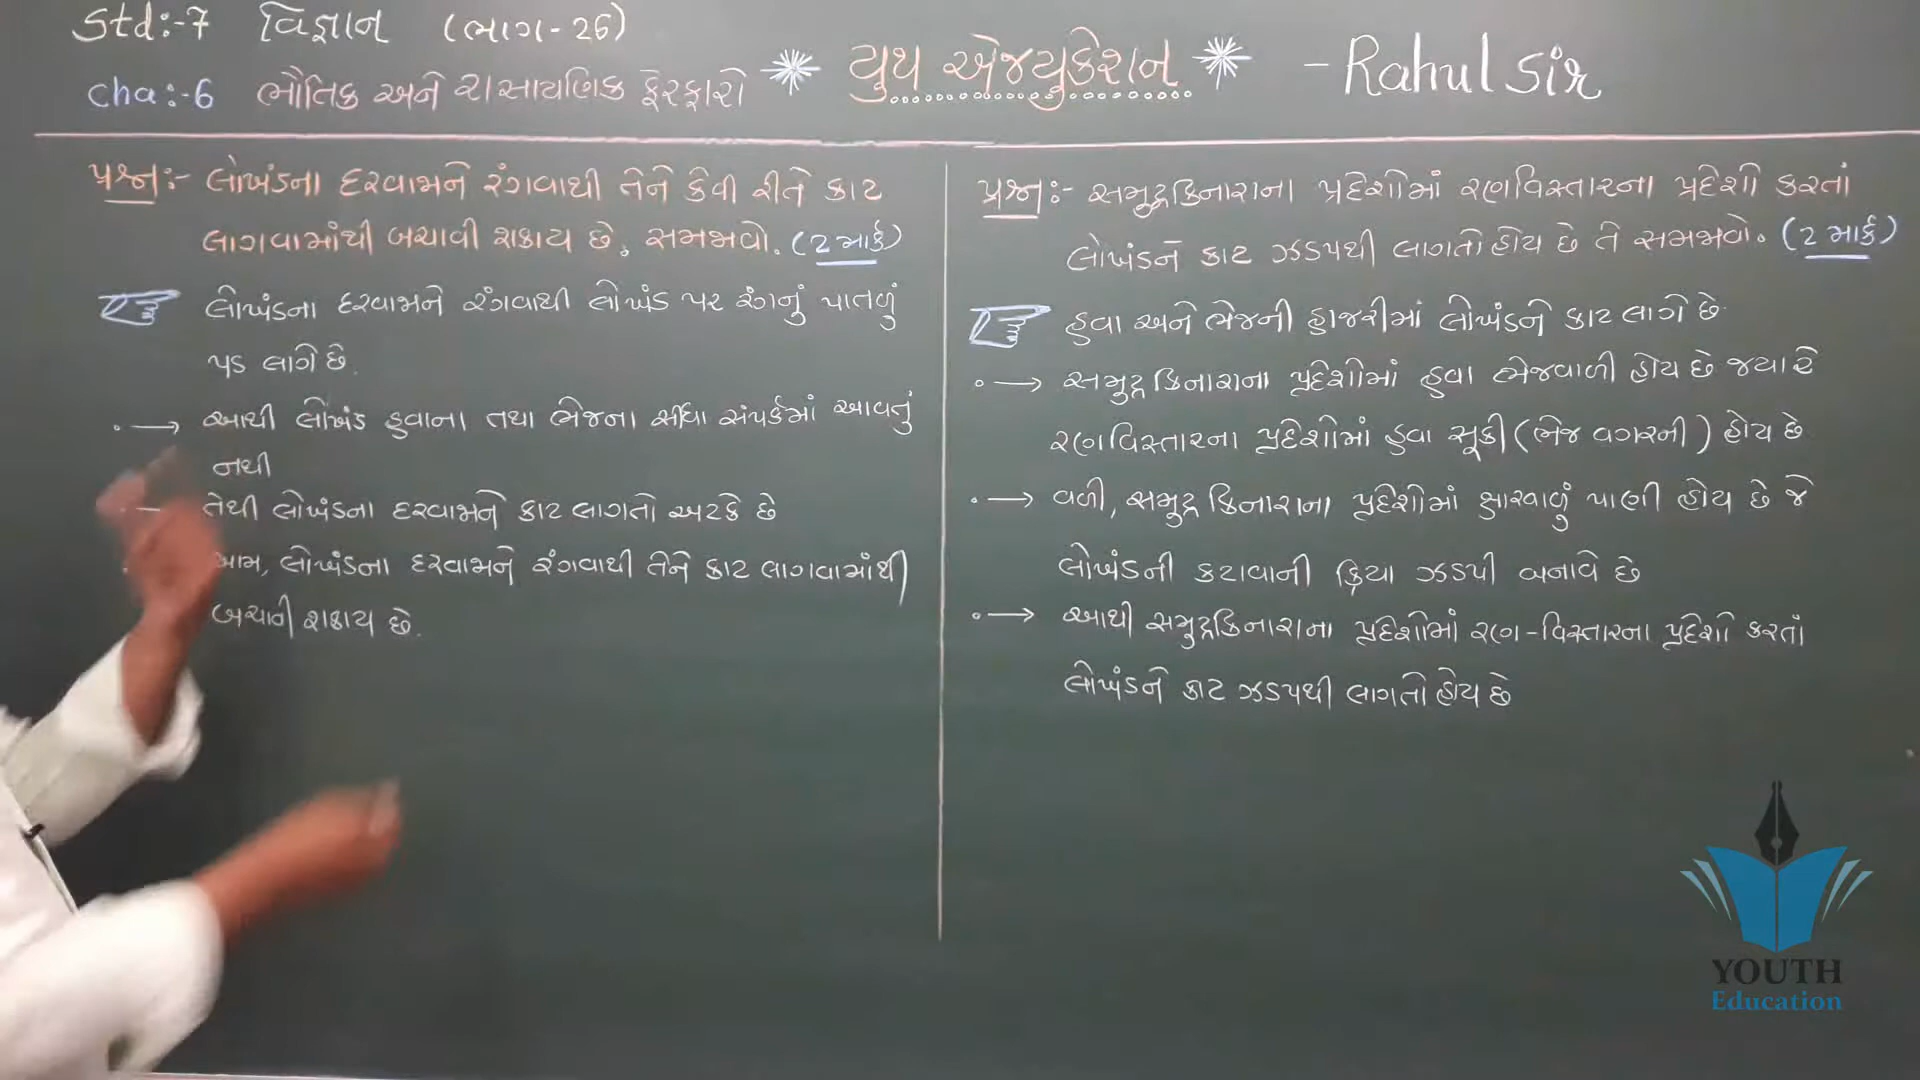 Std:-7 વિજ્ઞાન (ભાગ-26)
Cha:-6 ભૌતિક અને રાસાયણિક ફેરફારો
યુથ એજ્યુકેશન
- Rahul Sir
પ્રશ્ન:- લોખંડના દરવાજાને રંગવાથી તેને કેવી રીતે કાટ
લાગવામાંથી બચાવી શકાય છે, સમજાવો. (2 માર્ક)
લોખંડના દરવાજાને રંગવાથી લોખંડ પર રંગનું પાતળું
પડ લાગે છે.
આથી લોખંડ હવાના તથા ભેજના સીધા સંપર્કમાં આવતું
નથી
તેથી લોખંડના દરવાજાને કાટ લાગતો અટકે છે
આમ, લોખંડના દરવાજાને રંગવાથી તેને કાટ લાગવામાંથી
બચાવી શકાય છે.
પ્રશ્ન:- સમુદ્રકિનારાના પ્રદેશોમાં રણવિસ્તારના પ્રદેશો કરતાં
લોખંડને કાટ ઝડપથી લાગતો હોય છે તે સમજાવો. (2 માર્ક)
હવા અને ભેજની હાજરીમાં લોખંડને કાટ લાગે છે.
સમુદ્રકિનારાના પ્રદેશોમાં હવા ભેજવાળી હોય છે જ્યારે
રણવિસ્તારના પ્રદેશોમાં હવા સૂકી (ભેજ વગરની) હોય છે
વળી, સમુદ્ર કિનારાના પ્રદેશોમાં ક્ષારવાળું પાણી હોય છે જે
લોખંડની કટાવાની ક્રિયા ઝડપી બનાવે છે
આથી સમુદ્રકિનારાના પ્રદેશોમાં રણ-વિસ્તારના પ્રદેશો કરતાં
લોખંડને કાટ ઝડપથી લાગતો હોય છે
YOUTH
Education